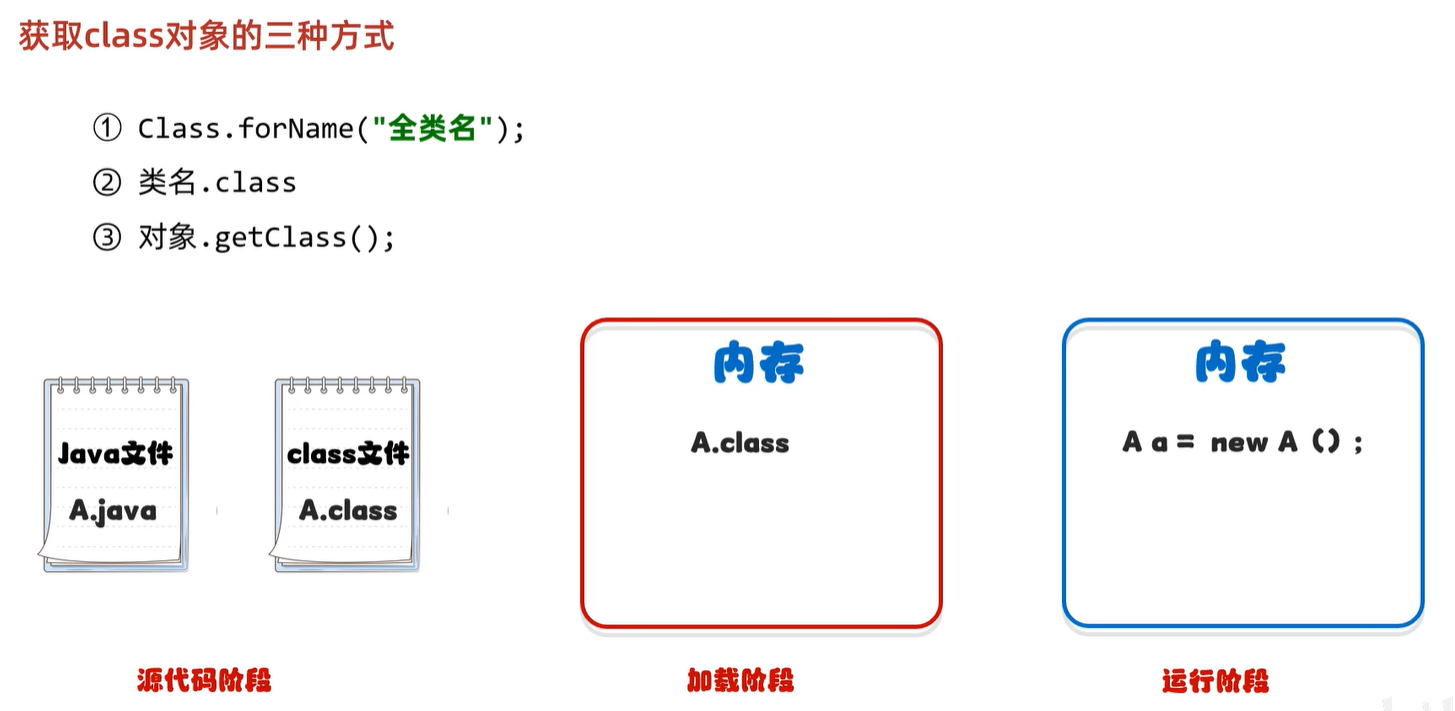 获取class对象的三种方式
① Class.forName("全类名");
② 类名.class
③ 对象.getClass();
Java文件
A.java
class文件
A.class
内存
A.class
内存
A a = new A () ;
源代码阶段
加载阶段
运行阶段